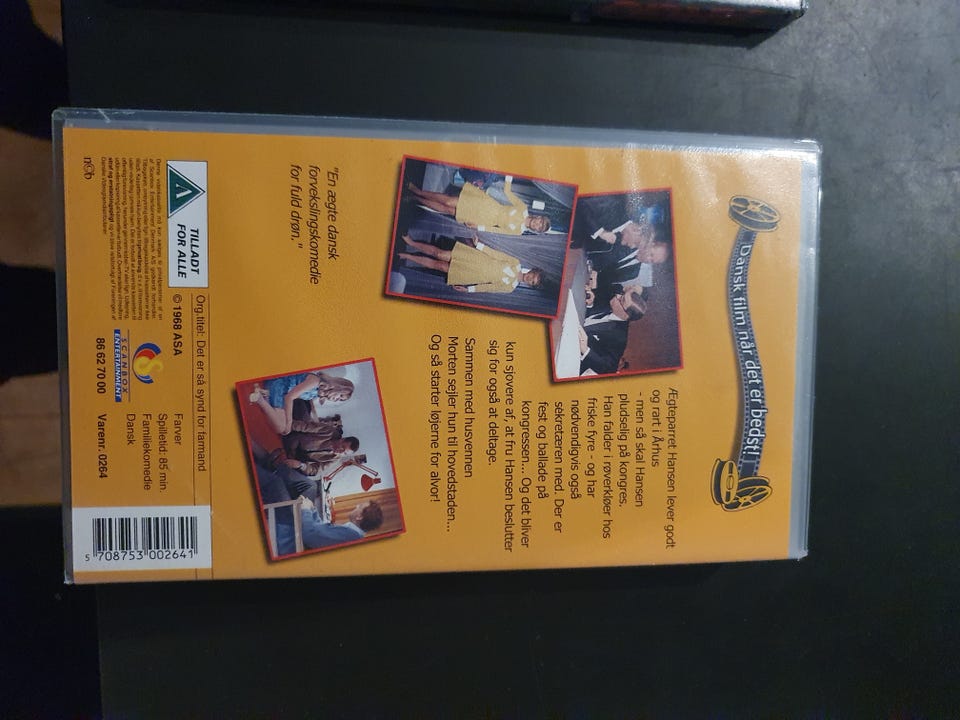 Dansk film når det er bedst!
Ægteparret Hansen lever godt
og rart i Århus
- men så skal Hansen
pludselig på kongres.
Han falder i røverkløer hos
friske fyre - og har
nødvendigvis også
sekretæren med. Der er
fest og ballade på
kongressen... Og det bliver
kun sjovere af, at fru Hansen beslutter
sig for også at deltage.
Sammen med husvennen
Morten sejler hun til hovedstaden...
Og så starter løjerne for alvor!
"En ægte dansk
forvekslingskomedie
for fuld drøn."
A
TILLADT
FOR ALLE
Org.titel: Det er så synd for farmand
© 1968 ASA
Farver
Spilletid: 85 min.
Familiekomedie
Dansk
SCANBOX
ENTERTAINMENT
86 62 70 00
Varenr. 0264
n©b
5 708753 002641